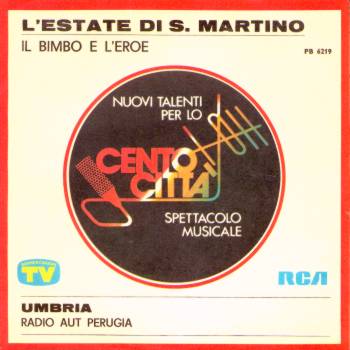 L'ESTATE DI S. MARTINO
IL BIMBO E L'EROE
PB 6219
NUOVI TALENTI
PER LO
CENTO
CITTÀ
SPETTACOLO
MUSICALE
TV
RCA
UMBRIA
RADIO AUT PERUGIA